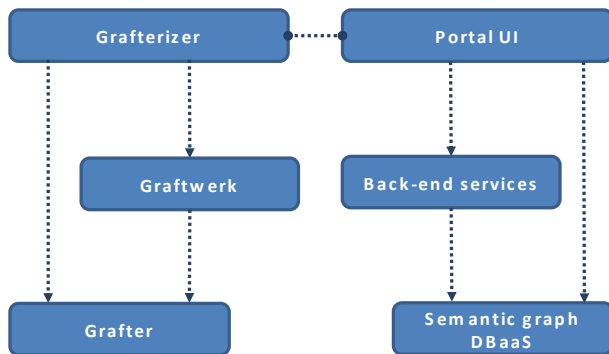 Grafterizer
Portal UI
Graftwerk
Back-end services
Grafter
Semantic graph
DBaaS